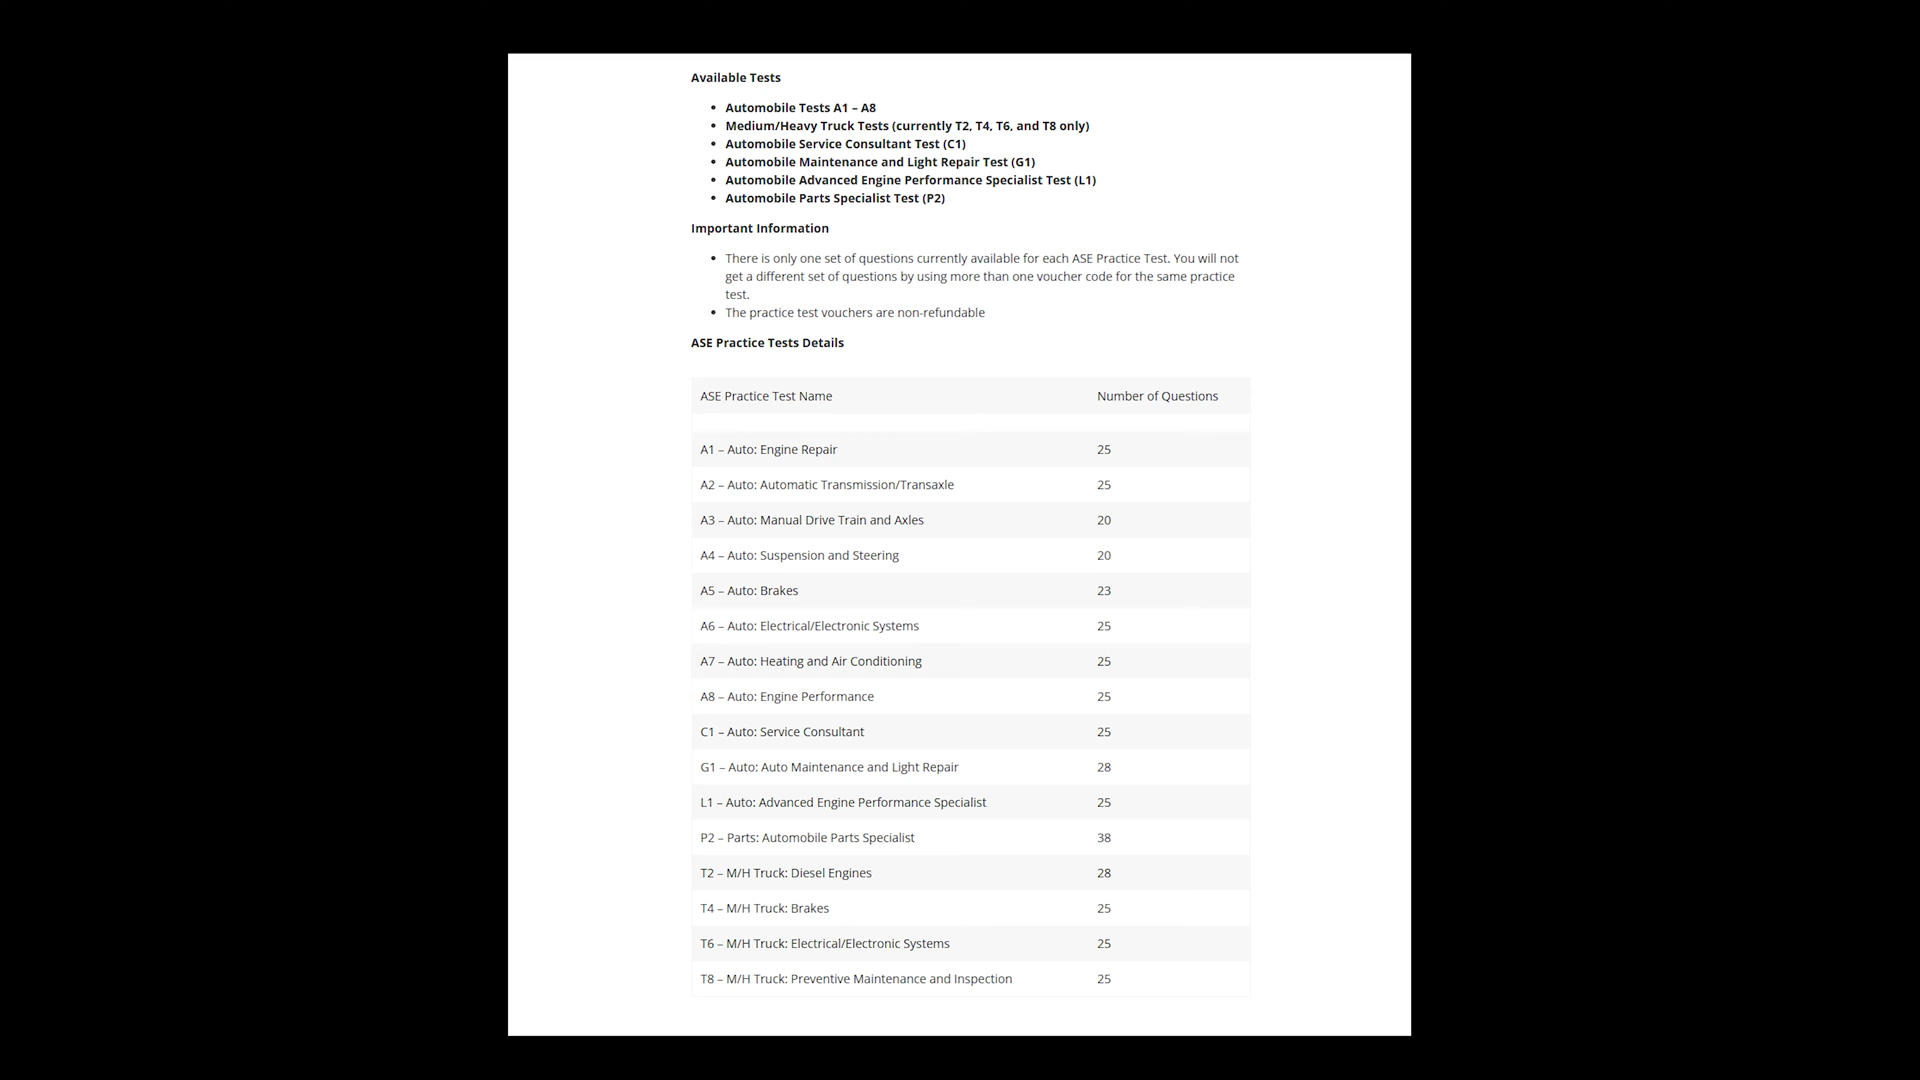 Available Tests
• Automobile Tests A1 – A8
• Medium/Heavy Truck Tests (currently T2, T4, T6, and T8 only)
• Automobile Service Consultant Test (C1)
• Automobile Maintenance and Light Repair Test (G1)
• Automobile Advanced Engine Performance Specialist Test (L1)
• Automobile Parts Specialist Test (P2)
Important Information
• There is only one set of questions currently available for each ASE Practice Test. You will not
get a different set of questions by using more than one voucher code for the same practice
test.
• The practice test vouchers are non-refundable
ASE Practice Tests Details
ASE Practice Test Name Number of Questions
A1 – Auto: Engine Repair 25
A2 – Auto: Automatic Transmission/Transaxle 25
A3 – Auto: Manual Drive Train and Axles 20
A4 – Auto: Suspension and Steering 20
A5 – Auto: Brakes 23
A6 – Auto: Electrical/Electronic Systems 25
A7 – Auto: Heating and Air Conditioning 25
A8 – Auto: Engine Performance 25
C1 – Auto: Service Consultant 25
G1 – Auto: Auto Maintenance and Light Repair 28
L1 – Auto: Advanced Engine Performance Specialist 25
P2 – Parts: Automobile Parts Specialist 38
T2 – M/H Truck: Diesel Engines 28
T4 – M/H Truck: Brakes 25
T6 – M/H Truck: Electrical/Electronic Systems 25
T8 – M/H Truck: Preventive Maintenance and Inspection 25